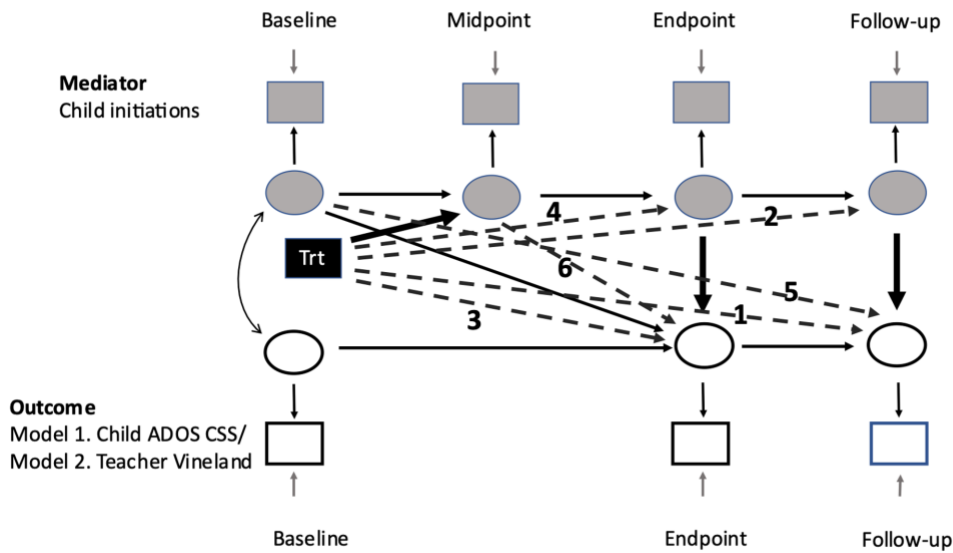 Baseline Midpoint Endpoint Follow-up
Mediator
Child initiations
4 2
Trt
6
5
3 1
Outcome
Model 1. Child ADOS CSS/
Model 2. Teacher Vineland
Baseline Endpoint Follow-up